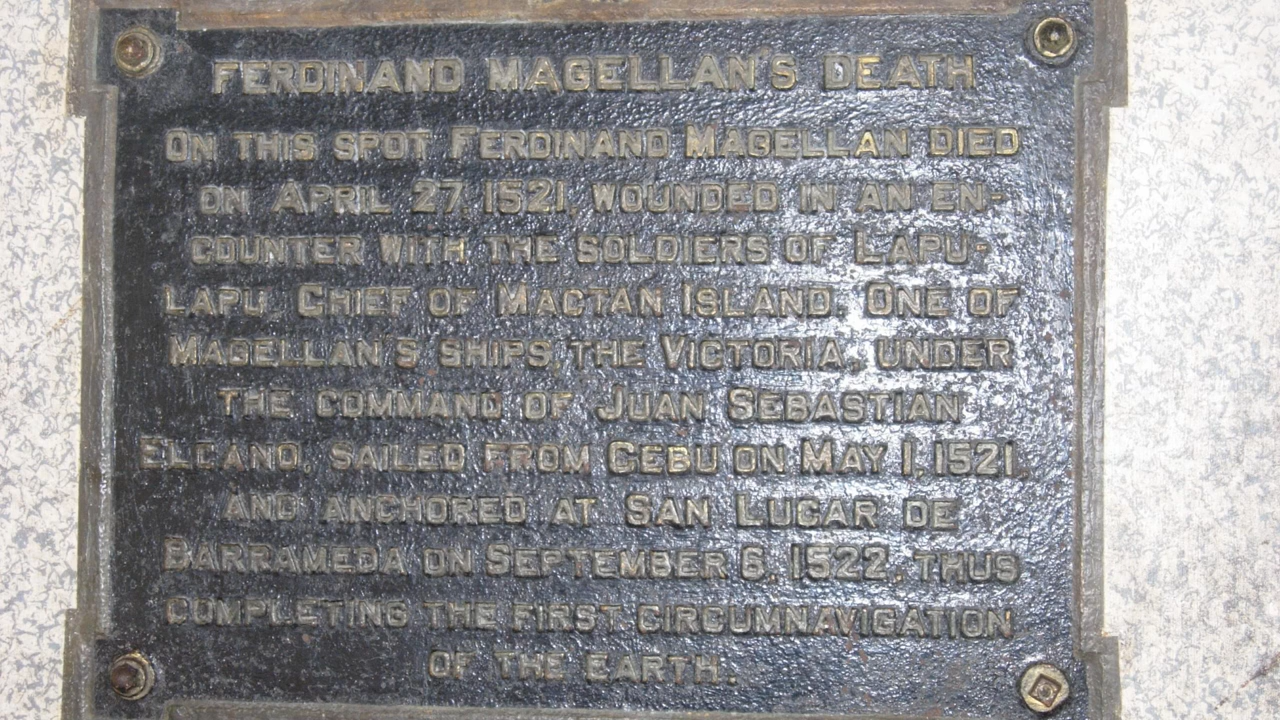 FERDINAND MAGELLAN'S DEATH
ON THIS SPOT FERDINAND MAGELLAN DIED
ON APRIL 27, 1521, WOUNDED IN AN EN-
COUNTER WITH THE SOLDIERS OF LAPU-
LAPU, CHIEF OF MACTAN ISLAND. ONE OF
MAGELLAN'S SHIPS, THE VICTORIA, UNDER
THE COMMAND OF JUAN SEBASTIAN
ELCANO, SAILED FROM CEBU ON MAY 1, 1521,
AND ANCHORED AT SAN LUCAR DE
BARRAMEDA ON SEPTEMBER 6, 1522, THUS
COMPLETING THE FIRST CIRCUMNAVIGATION
OF THE EARTH.